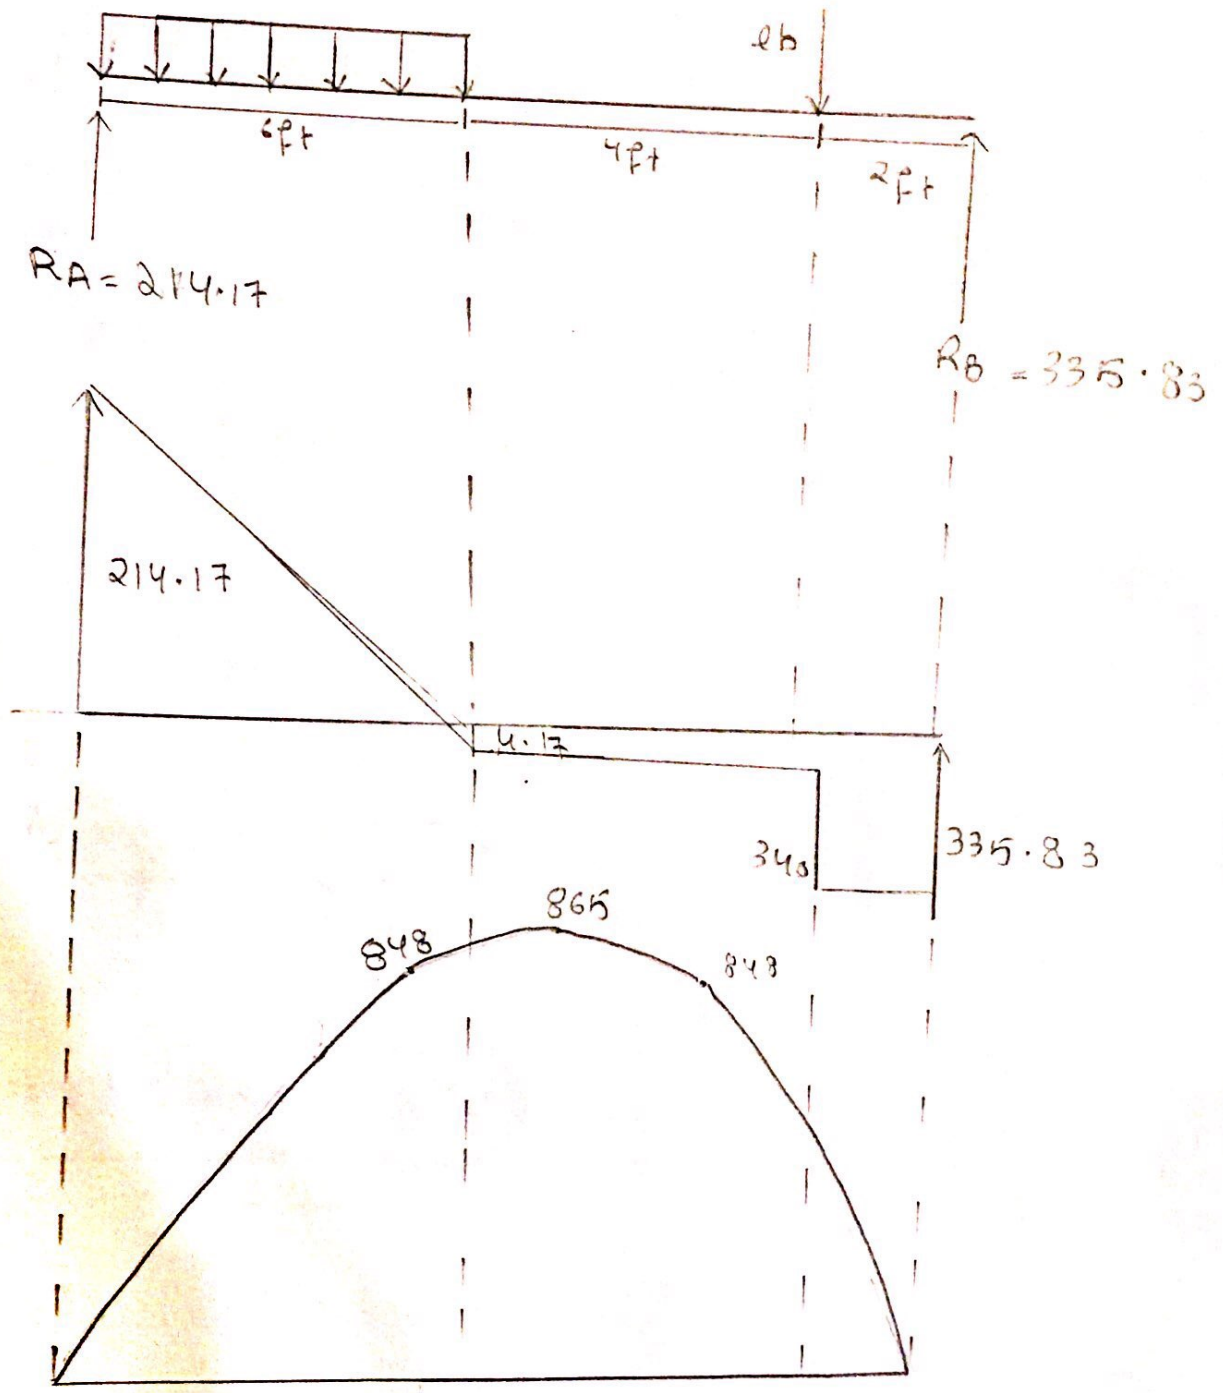 lb
6ft
4ft
2ft
RA = 214.17
RB = 335.83
214.17
4.17
340
335.83
865
848
848